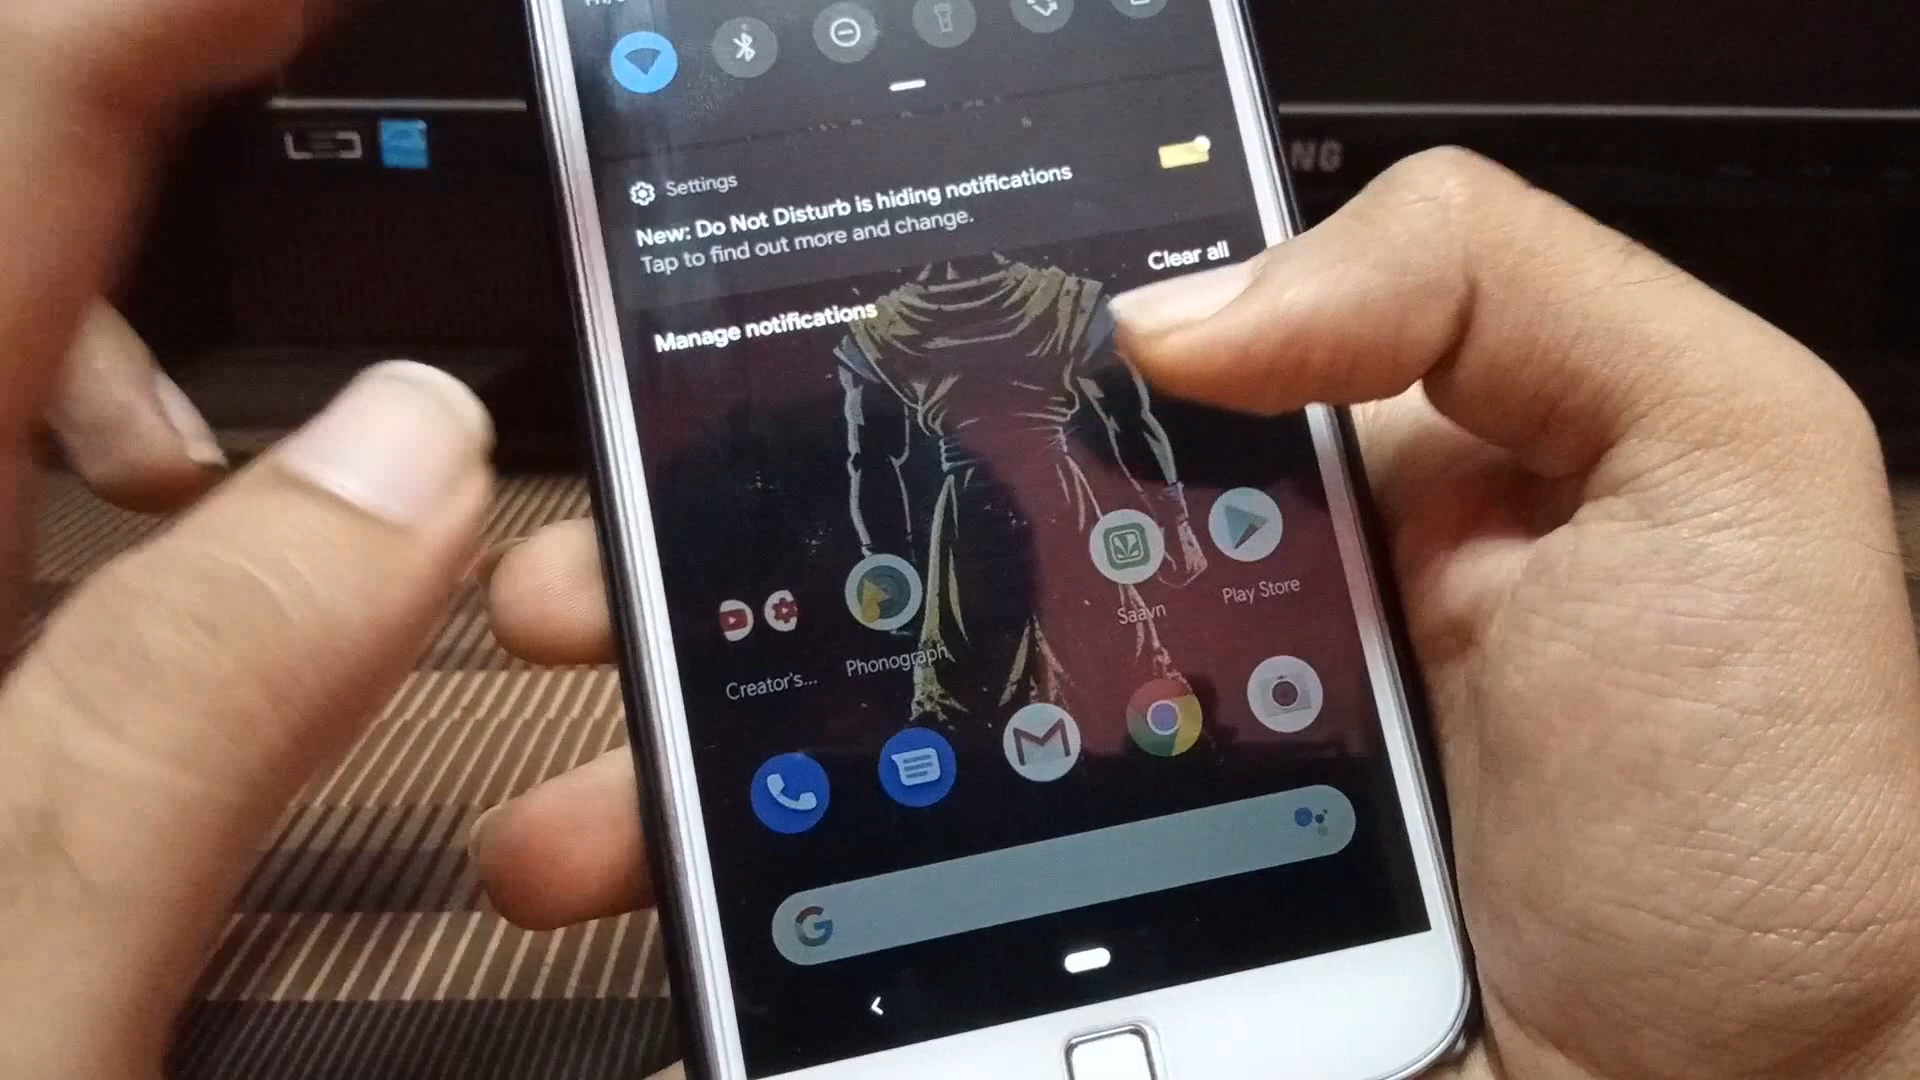 Settings
New: Do Not Disturb is hiding notifications
Tap to find out more and change.
Clear all
Manage notifications
Creator's...
Phonograph
Saavn
Play Store
G
NG